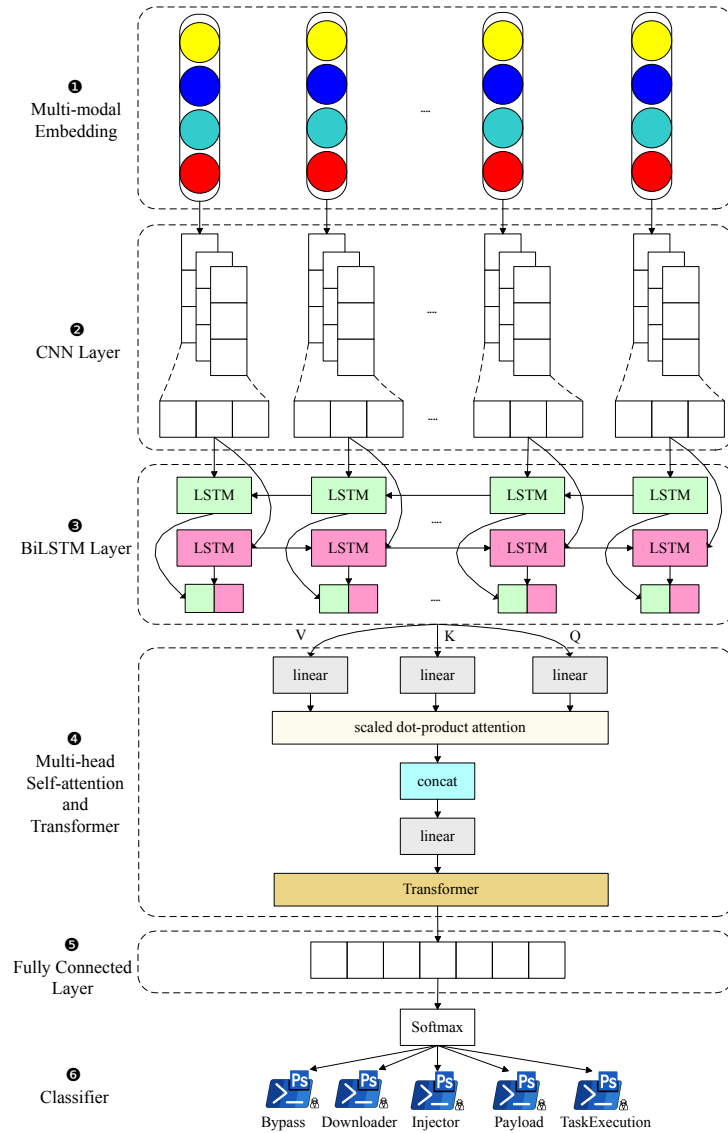 ❶
Multi-modal
Embedding
....
❷
CNN Layer
....
....
❸
BiLSTM Layer
LSTM LSTM LSTM LSTM
....
LSTM LSTM LSTM LSTM
....
V K Q
❹
Multi-head
Self-attention
and
Transformer
linear linear linear
scaled dot-product attention
concat
linear
Transformer
❺
Fully Connected
Layer
Softmax
❻
Classifier
Ps Ps Ps Ps Ps
Bypass Downloader Injector Payload TaskExecution